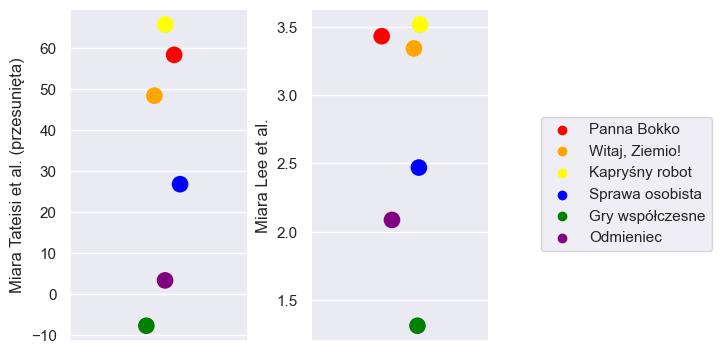 Miara Tateisi et al. (przesunięta)
60
50
40
30
20
10
0
−10
Miara Lee et al.
3.5
3.0
2.5
2.0
1.5
Panna Bokko
Witaj, Ziemio!
Kapryśny robot
Sprawa osobista
Gry współczesne
Odmieniec